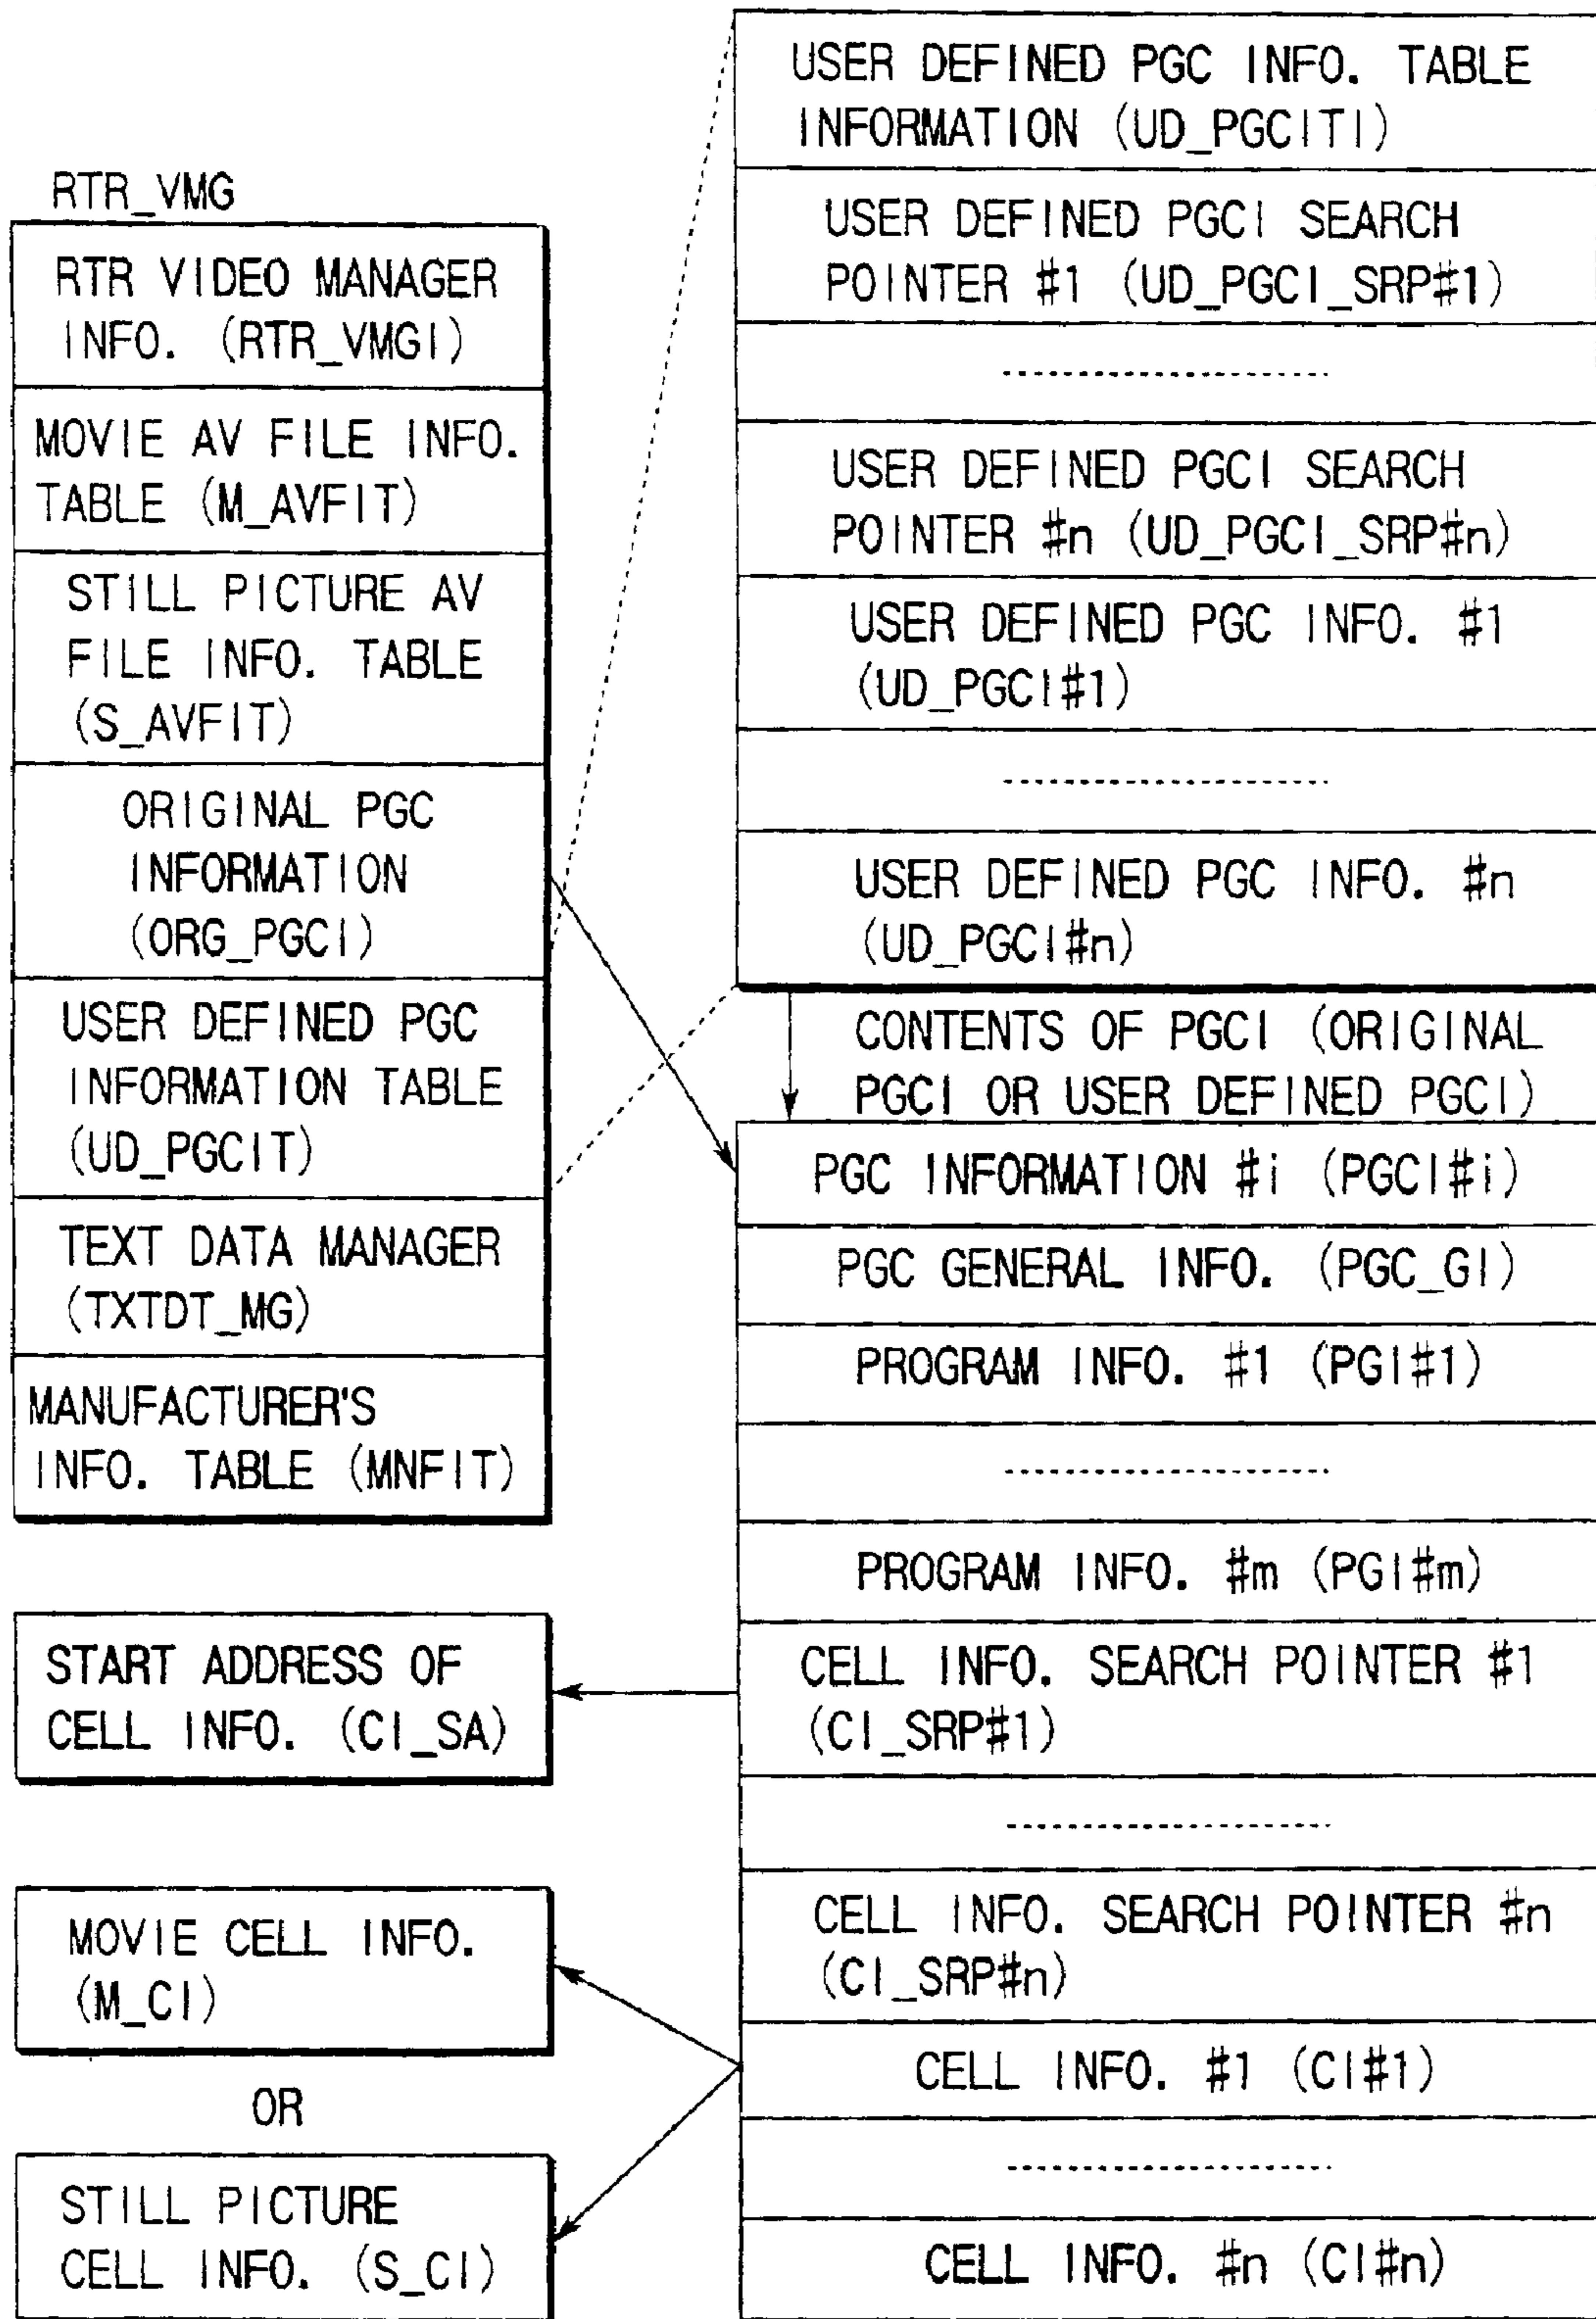 RTR_VMG
RTR VIDEO MANAGER
INFO. (RTR_VMGI)
MOVIE AV FILE INFO.
TABLE (M_AVFIT)
STILL PICTURE AV
FILE INFO. TABLE
(S_AVFIT)
ORIGINAL PGC
INFORMATION
(ORG_PGCI)
USER DEFINED PGC
INFORMATION TABLE
(UD_PGCIT)
TEXT DATA MANAGER
(TXTDT_MG)
MANUFACTURER'S
INFO. TABLE (MNFIT)
START ADDRESS OF
CELL INFO. (CI_SA)
MOVIE CELL INFO.
(M_CI)
OR
STILL PICTURE
CELL INFO. (S_CI)
USER DEFINED PGC INFO. TABLE
INFORMATION (UD_PGCITI)
USER DEFINED PGCI SEARCH
POINTER #1 (UD_PGCI_SRP#1)
USER DEFINED PGCI SEARCH
POINTER #n (UD_PGCI_SRP#n)
USER DEFINED PGC INFO. #1
(UD_PGCI#1)
USER DEFINED PGC INFO. #n
(UD_PGCI#n)
CONTENTS OF PGCI (ORIGINAL
PGCI OR USER DEFINED PGCI)
PGC INFORMATION #i (PGCI#i)
PGC GENERAL INFO. (PGC_GI)
PROGRAM INFO. #1 (PGI#1)
PROGRAM INFO. #m (PGI#m)
CELL INFO. SEARCH POINTER #1
(CI_SRP#1)
CELL INFO. SEARCH POINTER #n
(CI_SRP#n)
CELL INFO. #1 (CI#1)
CELL INFO. #n (CI#n)